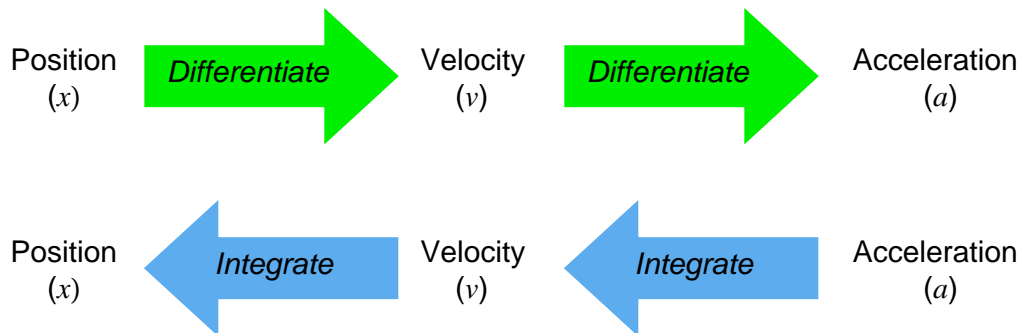 Position Differentiate Velocity Differentiate Acceleration
(x) (v) (a)
Position Integrate Velocity Integrate Acceleration
(x) (v) (a)